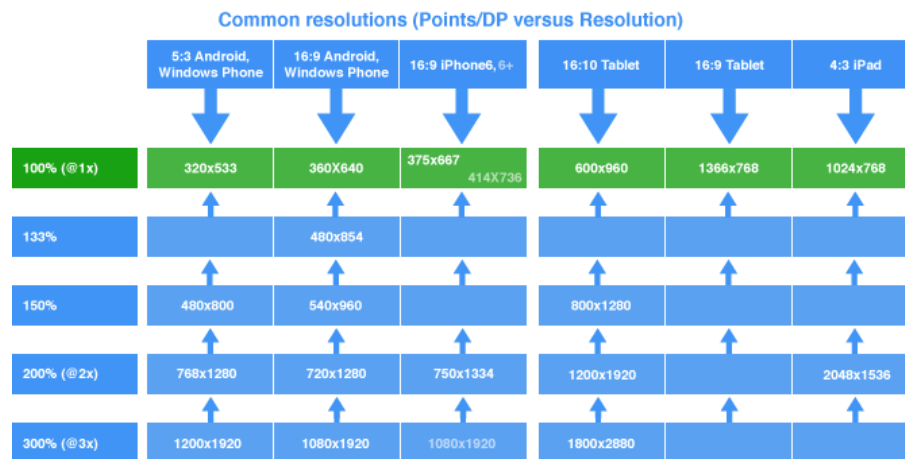 Common resolutions (Points/DP versus Resolution)
5:3 Android,
Windows Phone
16:9 Android,
Windows Phone
16:9 iPhone6, 6+
16:10 Tablet
16:9 Tablet
4:3 iPad
100% (@1x)
320x533
360X640
375x667
414X736
600x960
1366x768
1024x768
133%
480x854
150%
480x800
540x960
800x1280
200% (@2x)
768x1280
720x1280
750x1334
1200x1920
2048x1536
300% (@3x)
1200x1920
1080x1920
1080x1920
1800x2880